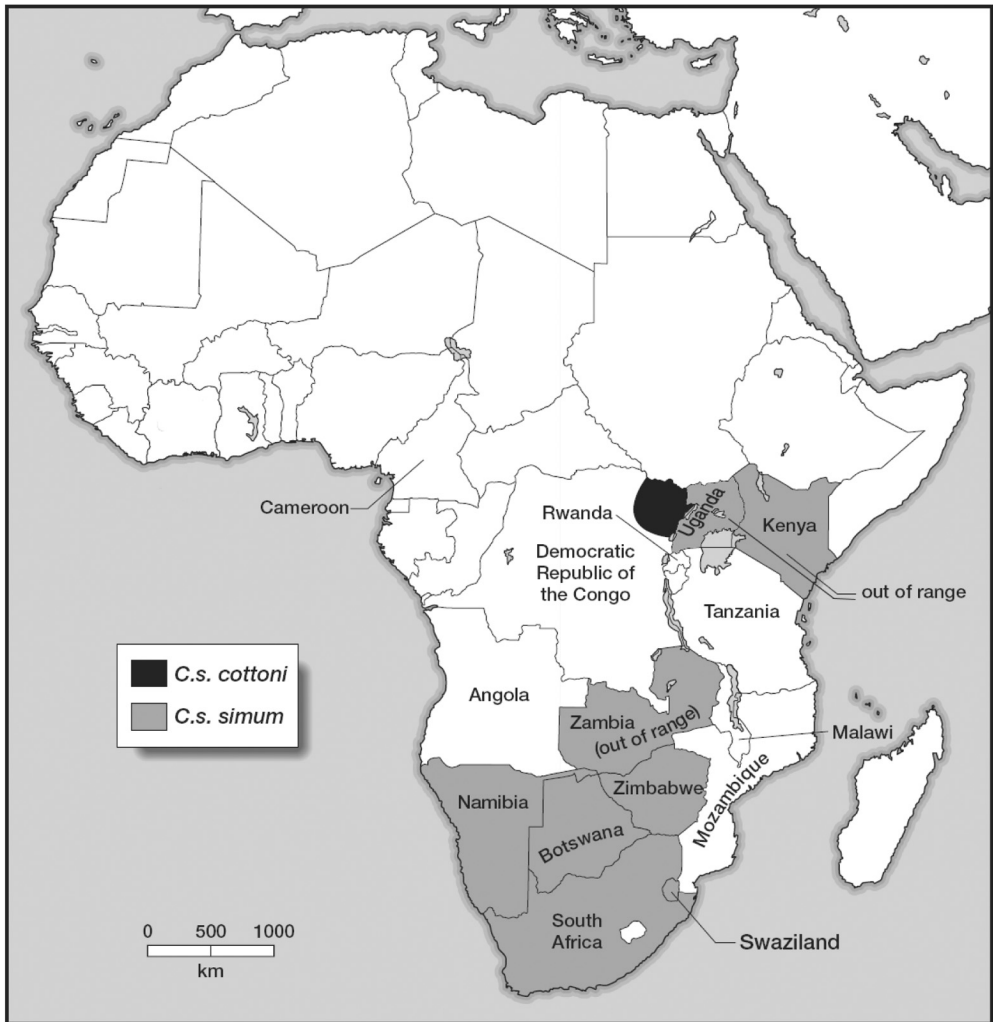 Cameroon
Rwanda
Uganda
Kenya
Democratic
Republic of
the Congo
out of range
Tanzania
C.s. cottoni
C.s. simum
Angola
Zambia
(out of range)
Malawi
Namibia
Zimbabwe
Mozambique
Botswana
South
Africa
Swaziland
0 500 1000
km